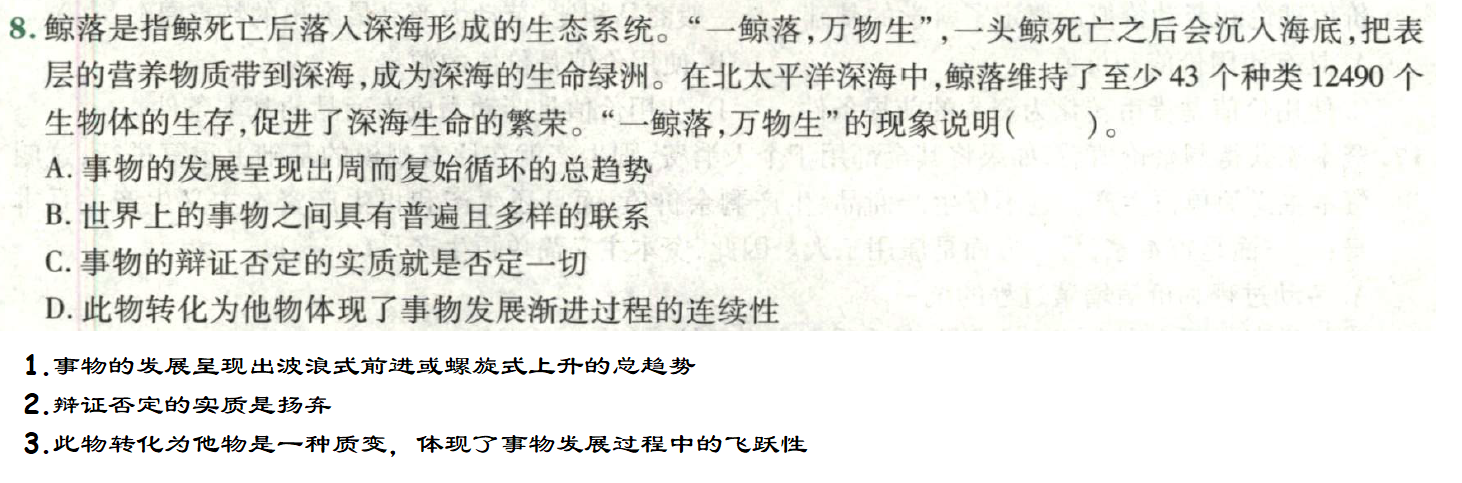 8. 鲸落是指鲸死亡后落入深海形成的生态系统。“一鲸落,万物生”,一头鲸死亡之后会沉入海底,把表
层的营养物质带到深海,成为深海的生命绿洲。在北太平洋深海中,鲸落维持了至少 43 个种类 12490 个
生物体的生存,促进了深海生命的繁荣。“一鲸落,万物生”的现象说明(　　)。
A. 事物的发展呈现出周而复始循环的总趋势
B. 世界上的事物之间具有普遍且多样的联系
C. 事物的辩证否定的实质就是否定一切
D. 此物转化为他物体现了事物发展渐进过程的连续性
1.事物的发展呈现出波浪式前进或螺旋式上升的总趋势
2.辩证否定的实质是扬弃
3.此物转化为他物是一种质变，体现了事物发展过程中的飞跃性